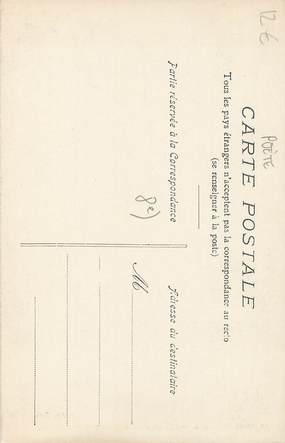 12 €
POÈTE
CARTE POSTALE
Tous les pays étrangers n'acceptent pas la correspondance au recto
(se renseigner à la poste)
Partie réservée à la Correspondance
Adresse du destinataire
8e)
M